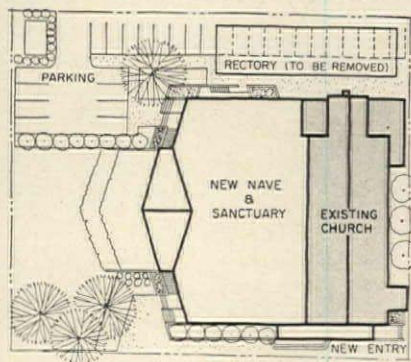 PARKING
RECTORY (TO BE REMOVED)
NEW NAVE
&
SANCTUARY
EXISTING
CHURCH
NEW ENTRY